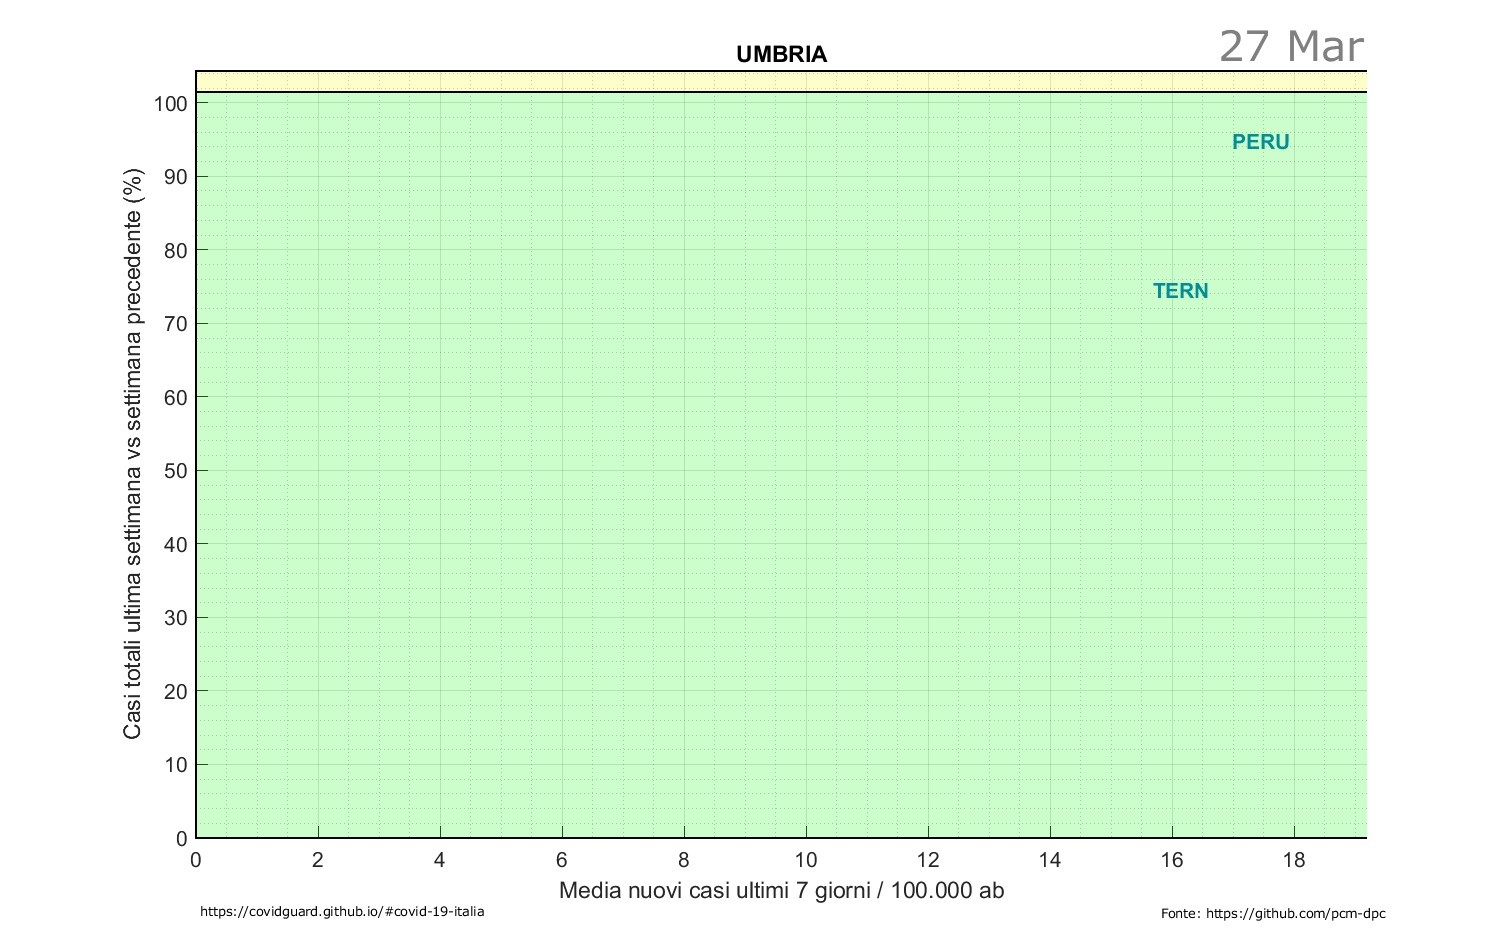 UMBRIA
27 Mar
100
90
80
70
60
50
40
30
20
10
0
Casi totali ultima settimana vs settimana precedente (%)
PERU
TERN
0 2 4 6 8 10 12 14 16 18
Media nuovi casi ultimi 7 giorni / 100.000 ab
https://covidguard.github.io/#covid-19-italia
Fonte: https://github.com/pcm-dpc